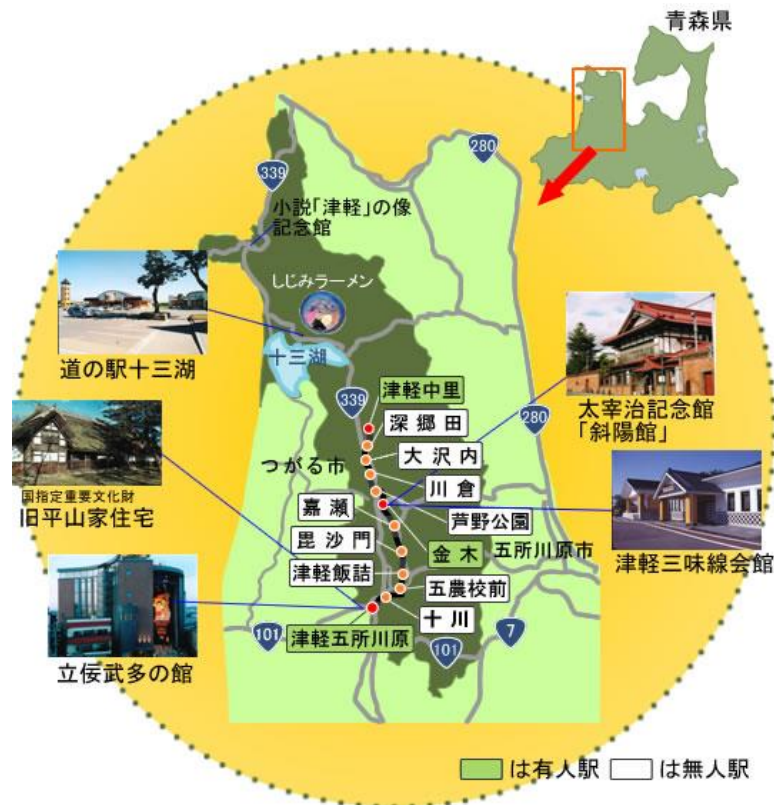 青森県
280
339
小説「津軽」の像
記念館
しじみラーメン
道の駅十三湖
十三湖
太宰治記念館
「斜陽館」
339
津軽中里
深郷田
280
大沢内
つがる市
川倉
国指定重要文化財
旧平山家住宅
嘉瀬
芦野公園
毘沙門
金木
五所川原市
津軽三味線会館
津軽飯詰
五農校前
十川
101
津軽五所川原
7
101
立佞武多の館
は有人駅
は無人駅